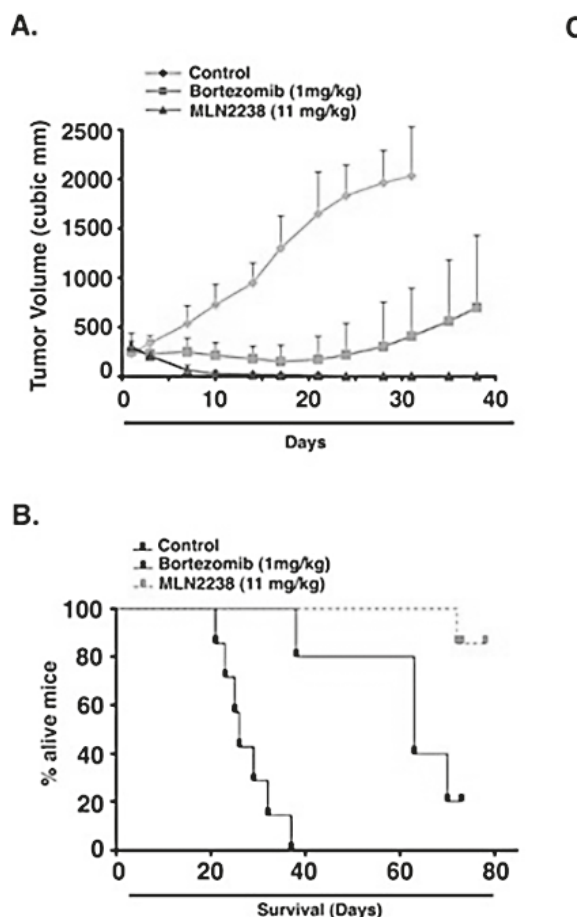 A.
C
Control
Bortezomib (1mg/kg)
MLN2238 (11 mg/kg)
Tumor Volume (cubic mm)
2500
2000
1500
1000
500
0
0
10
20
30
40
Days
B.
Control
Bortezomib (1mg/kg)
MLN2238 (11 mg/kg)
% alive mice
100
80
60
40
20
0
0
20
40
60
80
Survival (Days)